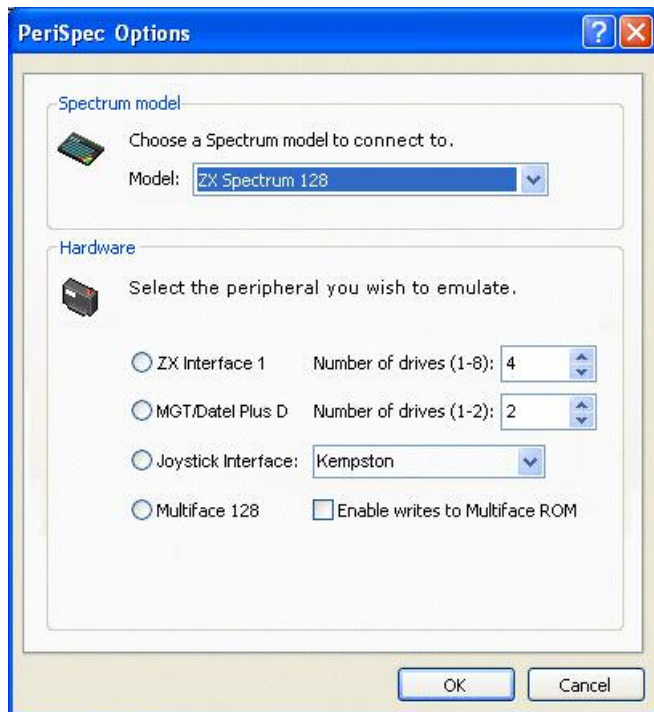 PeriSpec Options
Spectrum model
Choose a Spectrum model to connect to.
Model: ZX Spectrum 128
Hardware
Select the peripheral you wish to emulate.
ZX Interface 1 Number of drives (1-8): 4
MGT/Datel Plus D Number of drives (1-2): 2
Joystick Interface: Kempston
Multiface 128 Enable writes to Multiface ROM
OK Cancel